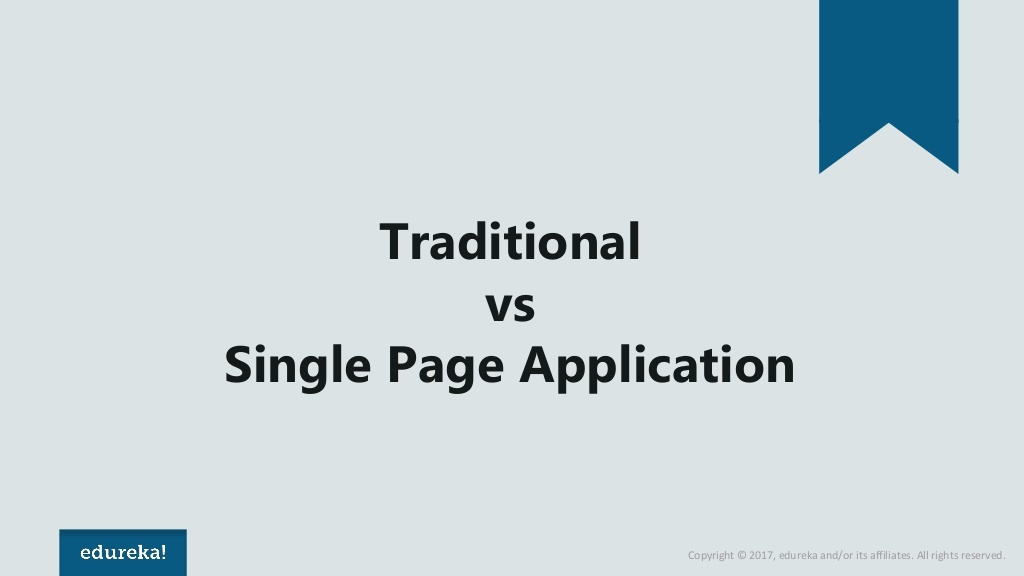 Traditional
vs
Single Page Application
edureka!
Copyright © 2017, edureka and/or its affiliates. All rights reserved.